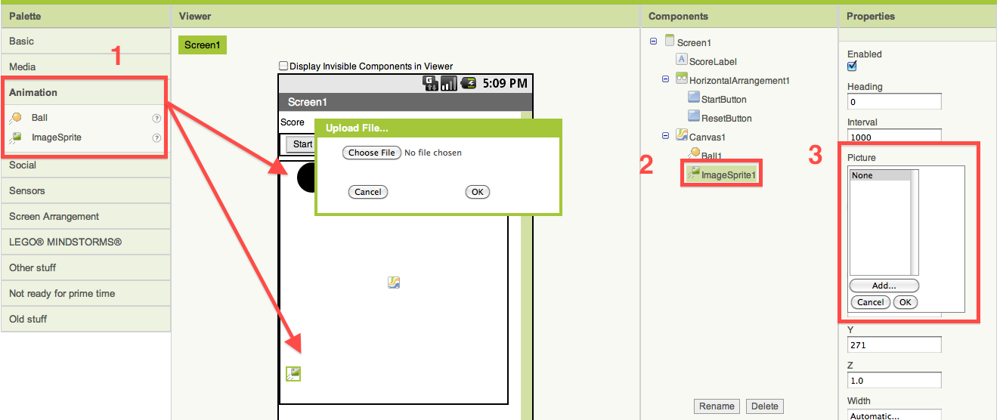 Palette
Viewer
Components
Properties
Basic
Media
Animation
Ball ?
ImageSprite ?
Social
Sensors
Screen Arrangement
LEGO® MINDSTORMS®
Other stuff
Not ready for prime time
Old stuff
1
Screen1
Display Invisible Components in Viewer
5:09 PM
Screen1
Score
Start
Upload File...
Choose File No file chosen
Cancel OK
Screen1
A ScoreLabel
HorizontalArrangement1
StartButton
ResetButton
Canvas1
Ball1
2
ImageSprite1
Rename Delete
Enabled
Heading
0
Interval
1000
3
Picture
None
Add...
Cancel OK
Y
271
Z
1.0
Width
Automatic...